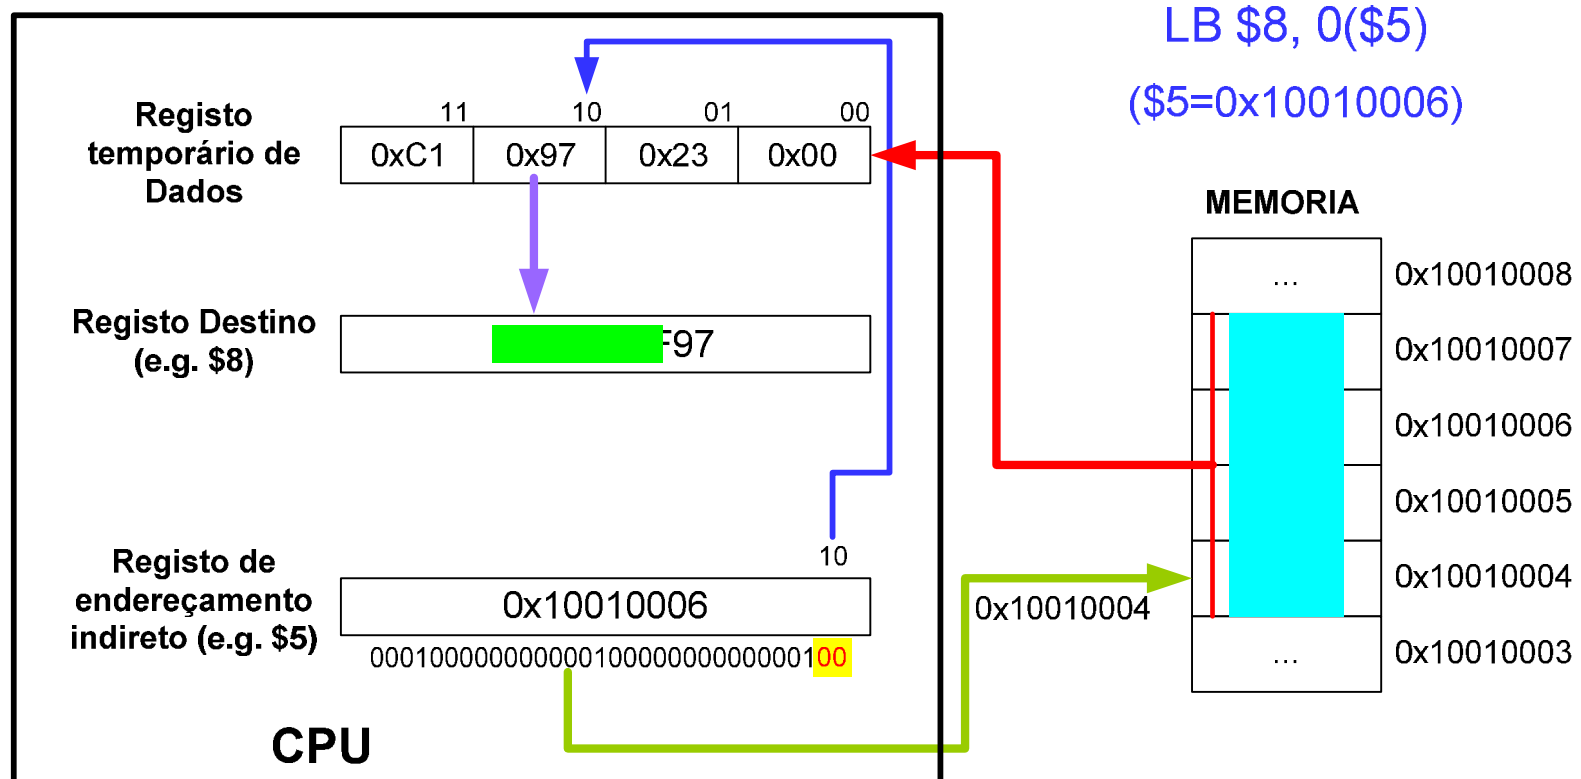 LB $8, 0($5)
($5=0x10010006)
Registo
temporário de
Dados
11 10 01 00
0xC1 0x97 0x23 0x00
MEMORIA
... 0x10010008
0x10010007
0x10010006
0x10010005
0x10010004
... 0x10010003
Registo Destino
(e.g. $8)
F97
Registo de
endereçamento
indireto (e.g. $5)
10
0x10010006
00010000000000010000000000000100
0x10010004
CPU